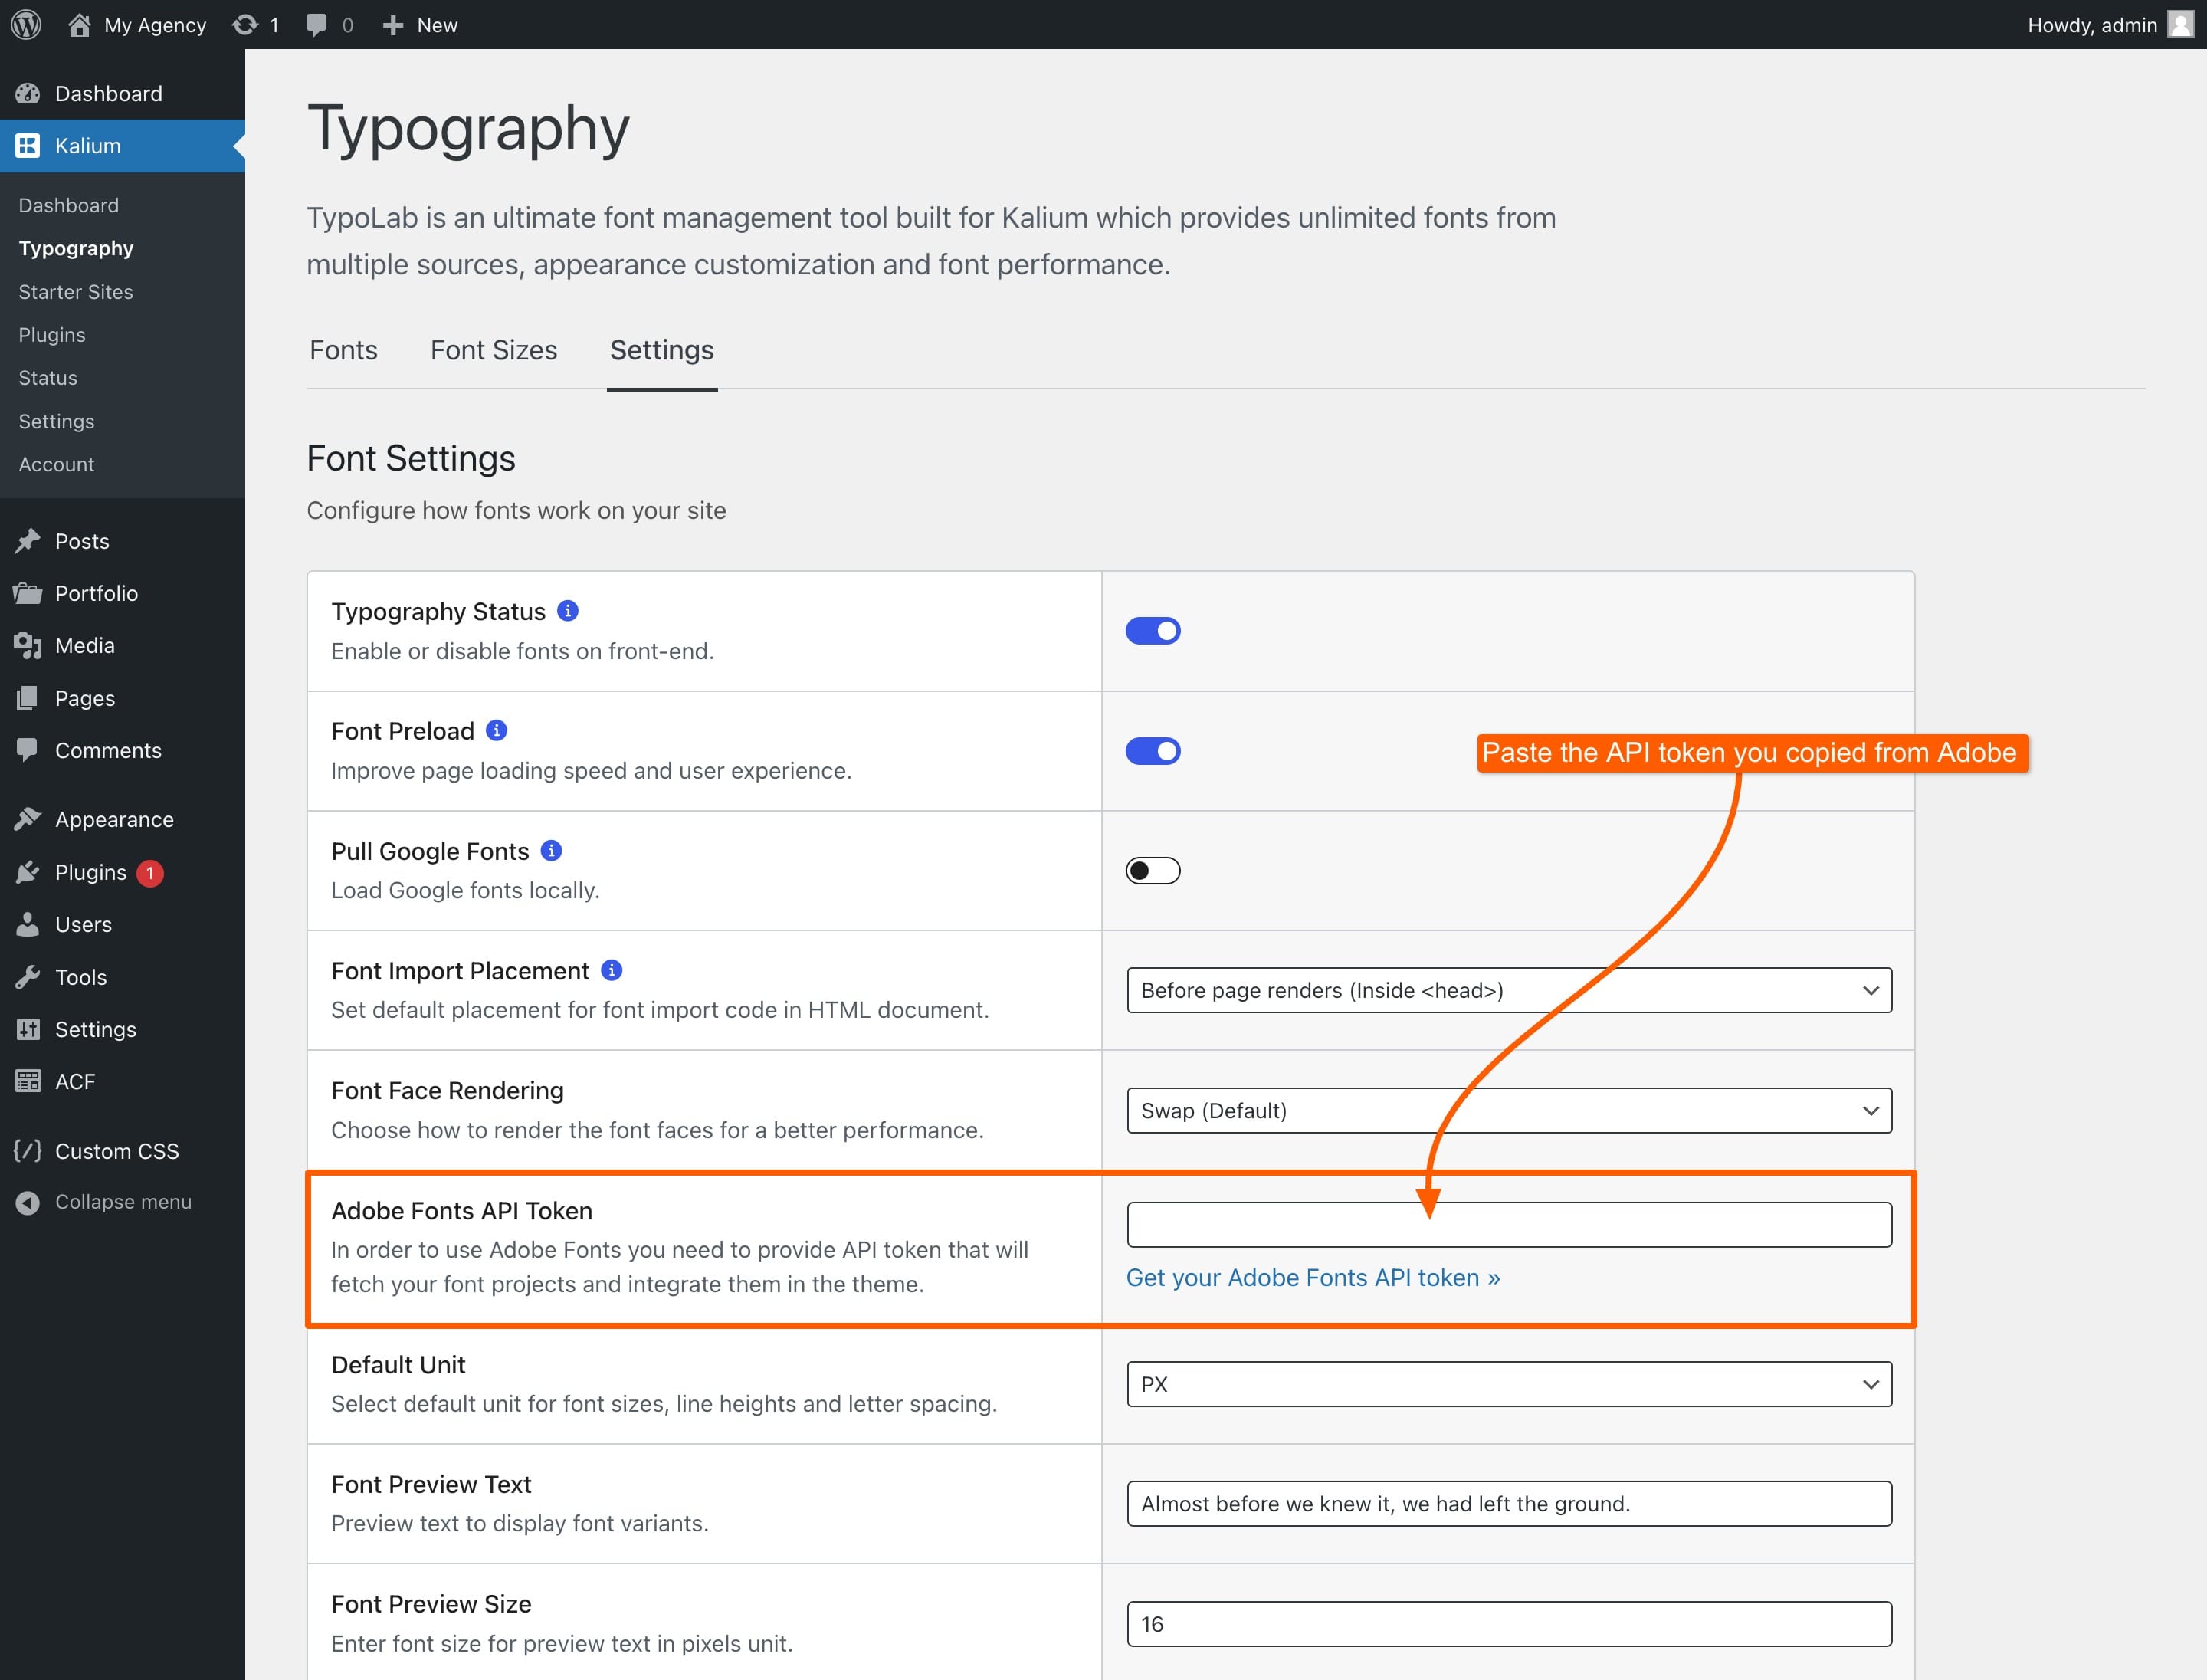 My Agency 1 0 New Howdy, admin
Dashboard
Kalium
Dashboard
Typography
Starter Sites
Plugins
Status
Settings
Account
Posts
Portfolio
Media
Pages
Comments
Appearance
Plugins 1
Users
Tools
Settings
ACF
Custom CSS
Collapse menu
Typography
TypoLab is an ultimate font management tool built for Kalium which provides unlimited fonts from
multiple sources, appearance customization and font performance.
Fonts Font Sizes Settings
Font Settings
Configure how fonts work on your site
Typography Status
Enable or disable fonts on front-end.
Font Preload
Improve page loading speed and user experience.
Paste the API token you copied from Adobe
Pull Google Fonts
Load Google fonts locally.
Font Import Placement
Set default placement for font import code in HTML document.
Before page renders (Inside <head>)
Font Face Rendering
Choose how to render the font faces for a better performance.
Swap (Default)
Adobe Fonts API Token
In order to use Adobe Fonts you need to provide API token that will
fetch your font projects and integrate them in the theme.
Get your Adobe Fonts API token »
Default Unit
Select default unit for font sizes, line heights and letter spacing.
PX
Font Preview Text
Preview text to display font variants.
Almost before we knew it, we had left the ground.
Font Preview Size
Enter font size for preview text in pixels unit.
16